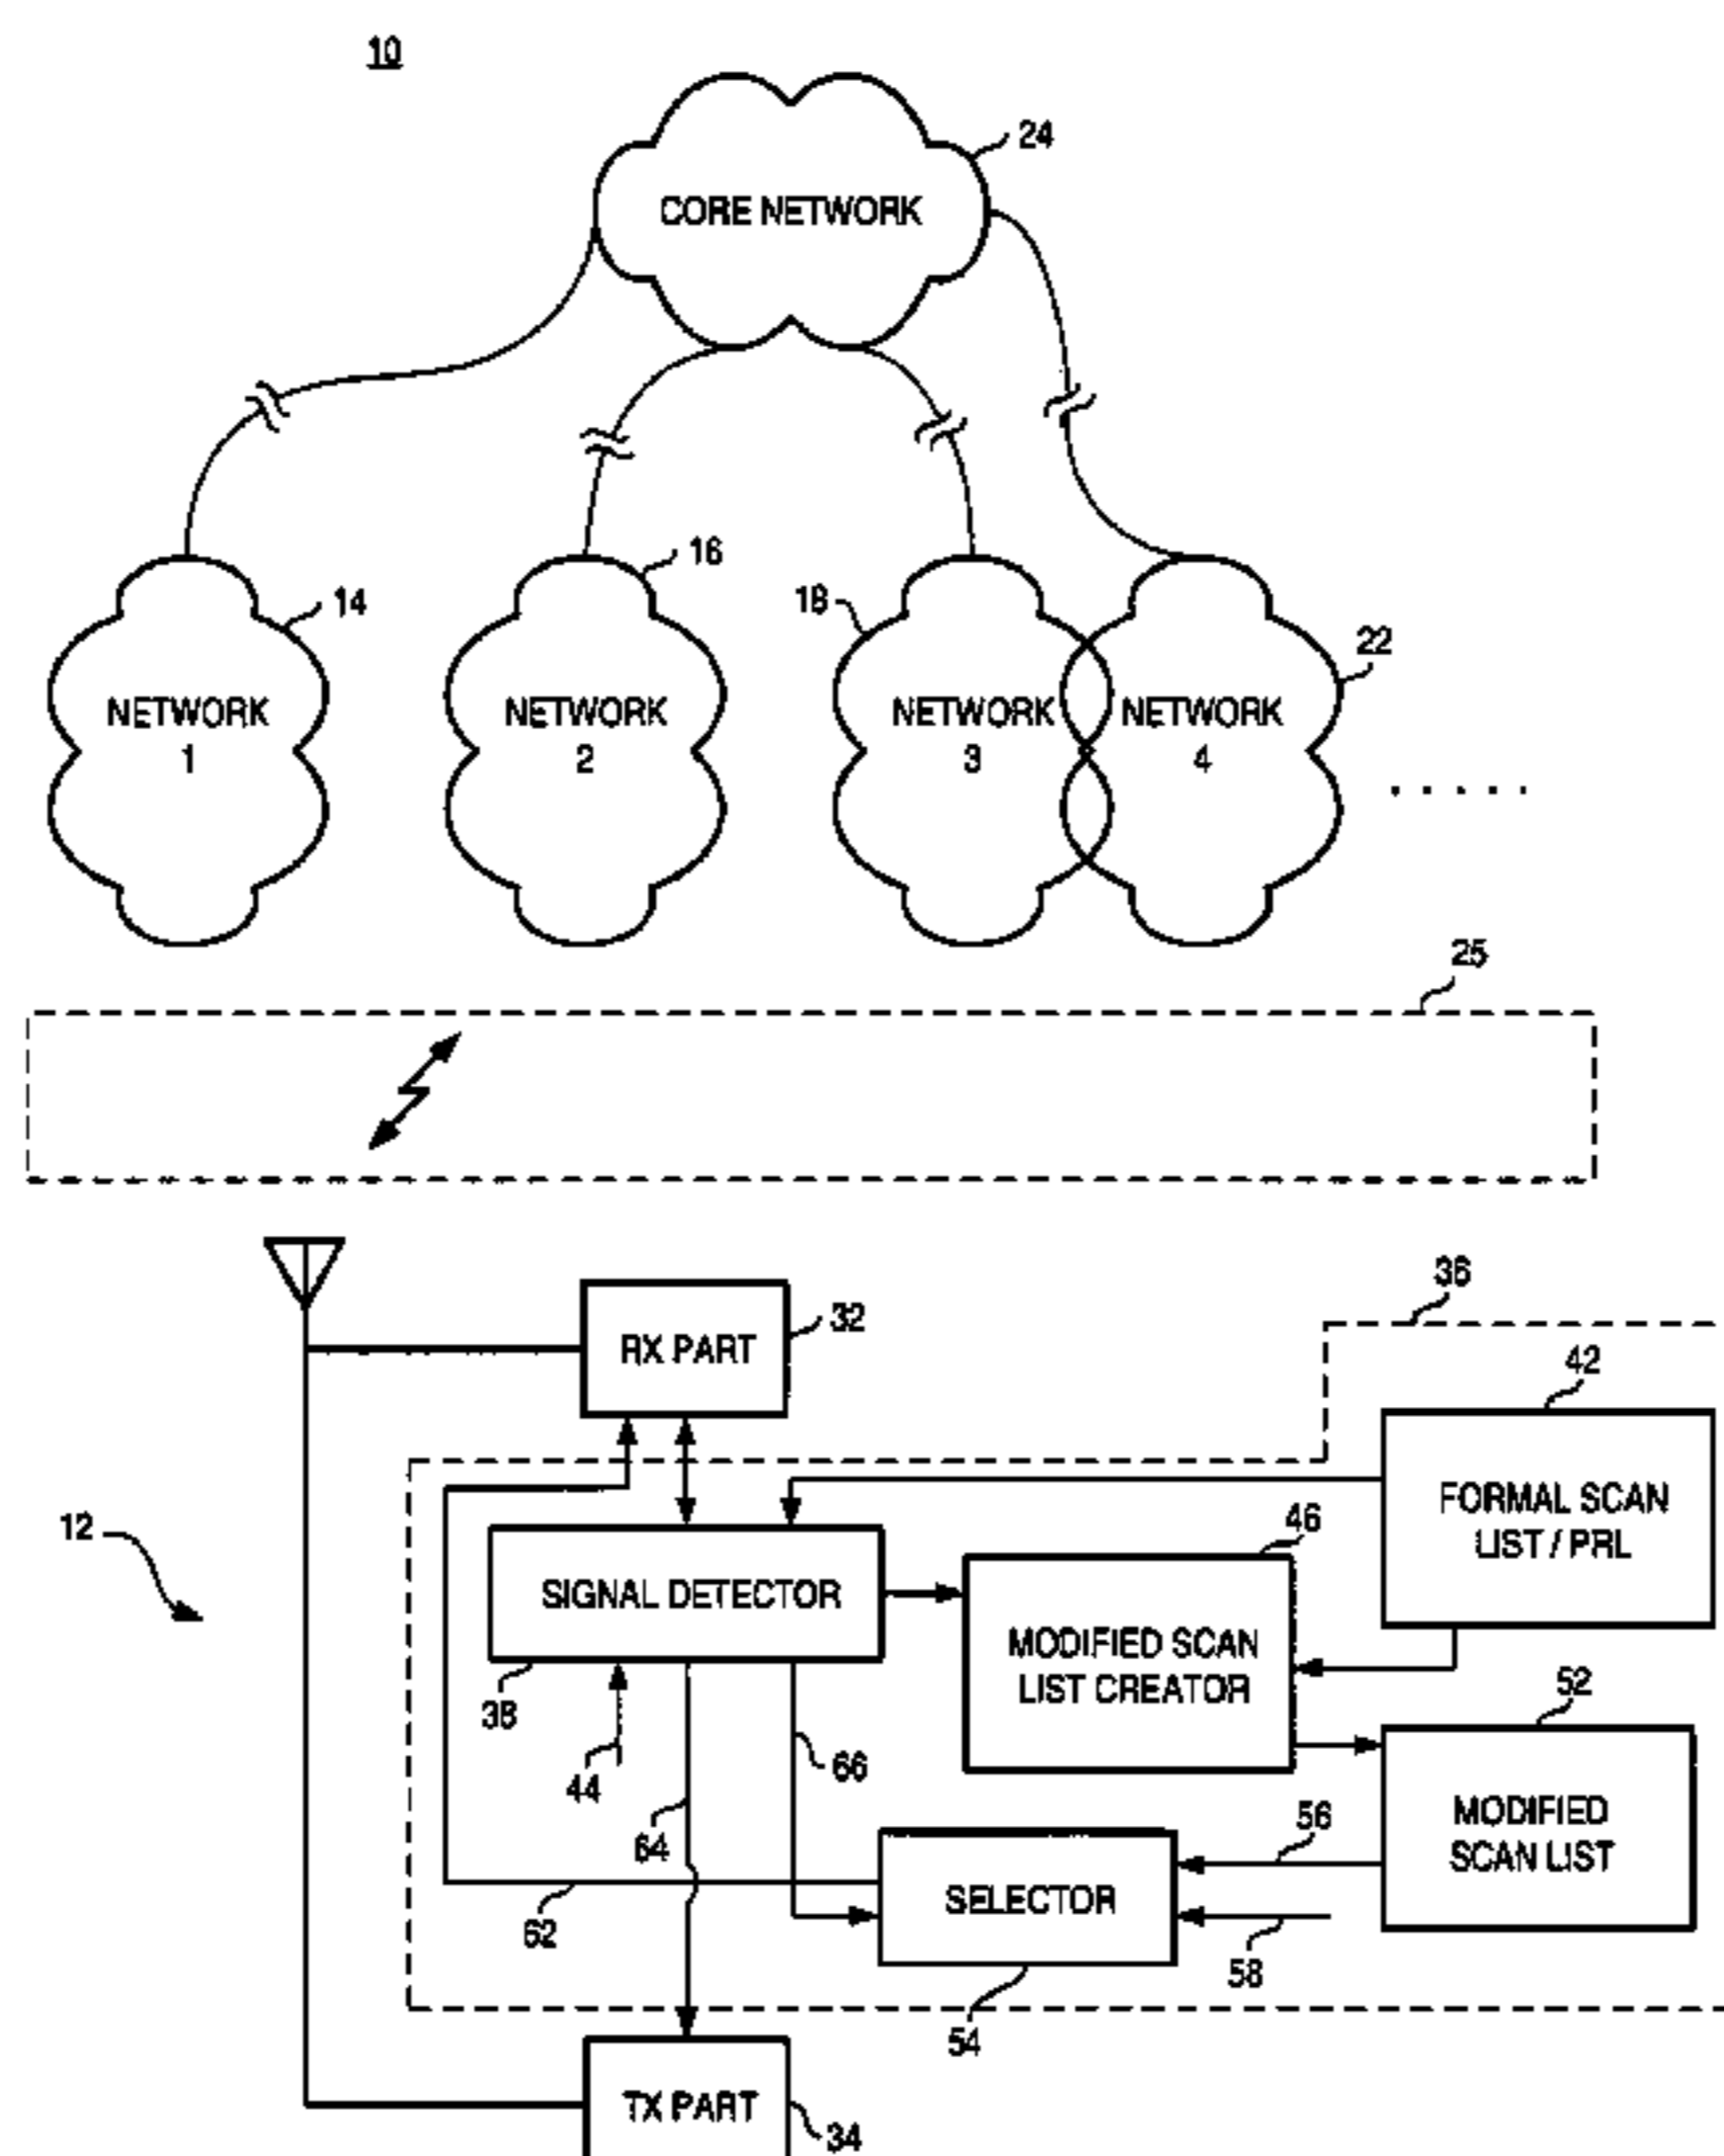 10
24
CORE NETWORK
16
14
18
22
NETWORK
1
NETWORK
2
NETWORK
3
NETWORK
4
25
36
32
RX PART
42
FORMAL SCAN
LIST / PRL
12
46
SIGNAL DETECTOR
MODIFIED SCAN
LIST CREATOR
38
52
44
66
64
56
MODIFIED
SCAN LIST
SELECTOR
62
58
54
TX PART
34